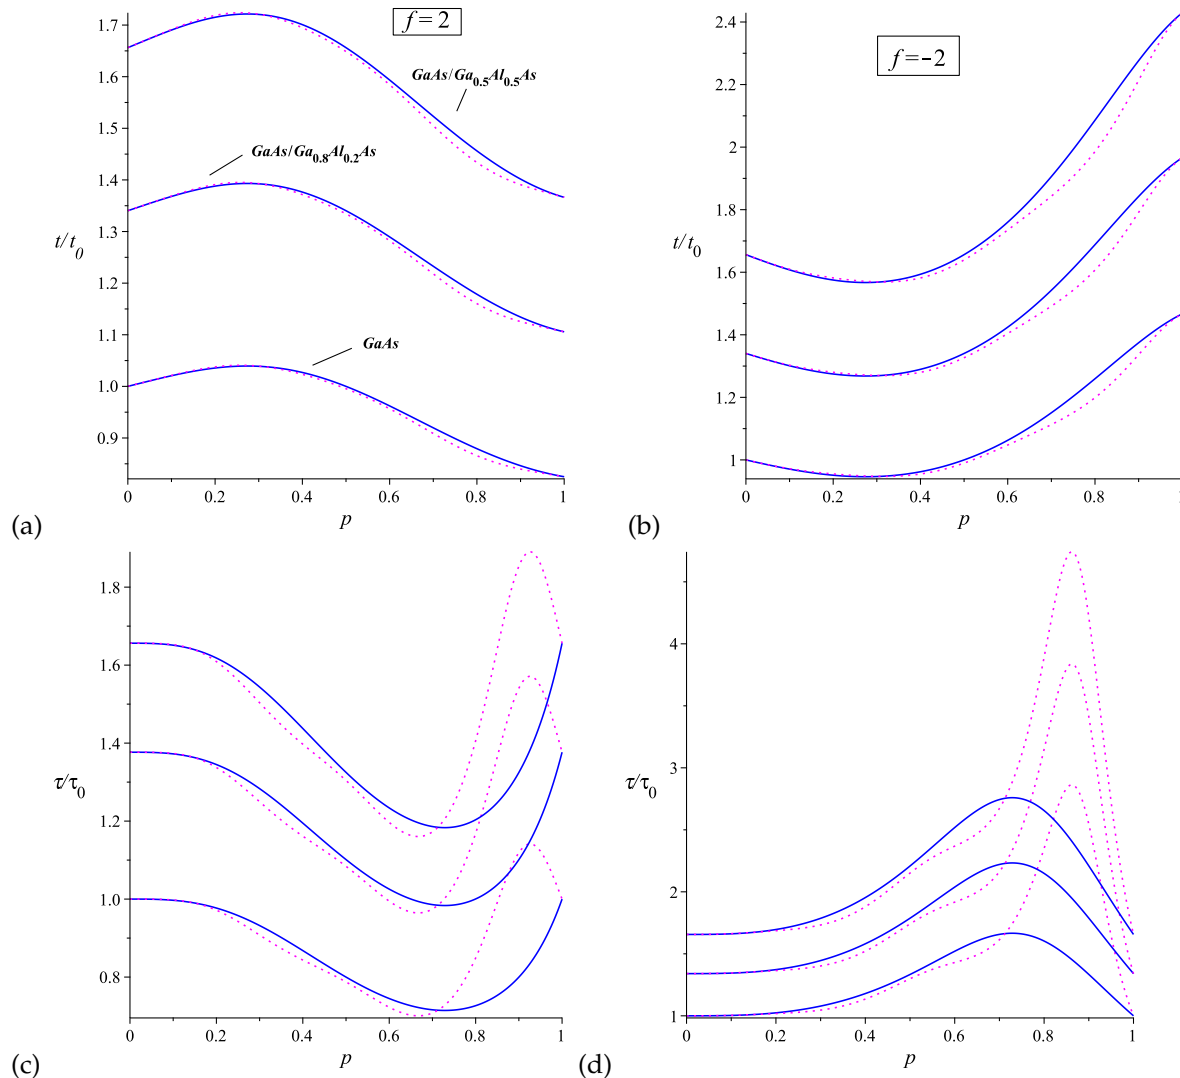 f = 2
GaAs/Ga0.5Al0.5As
GaAs/Ga0.8Al0.2As
GaAs
t/t0
1.7
1.6
1.5
1.4
1.3
1.2
1.1
1.0
0.9
0 0.2 0.4 0.6 0.8 1
p
(a)
f = -2
t/t0
2.4
2.2
2
1.8
1.6
1.4
1.2
1
0 0.2 0.4 0.6 0.8
p
(b)
τ/τ0
1.8
1.6
1.4
1.2
1.0
0.8
0 0.2 0.4 0.6 0.8 1
p
(c)
τ/τ0
4
3
2
1
0 0.2 0.4 0.6 0.8 1
p
(d)